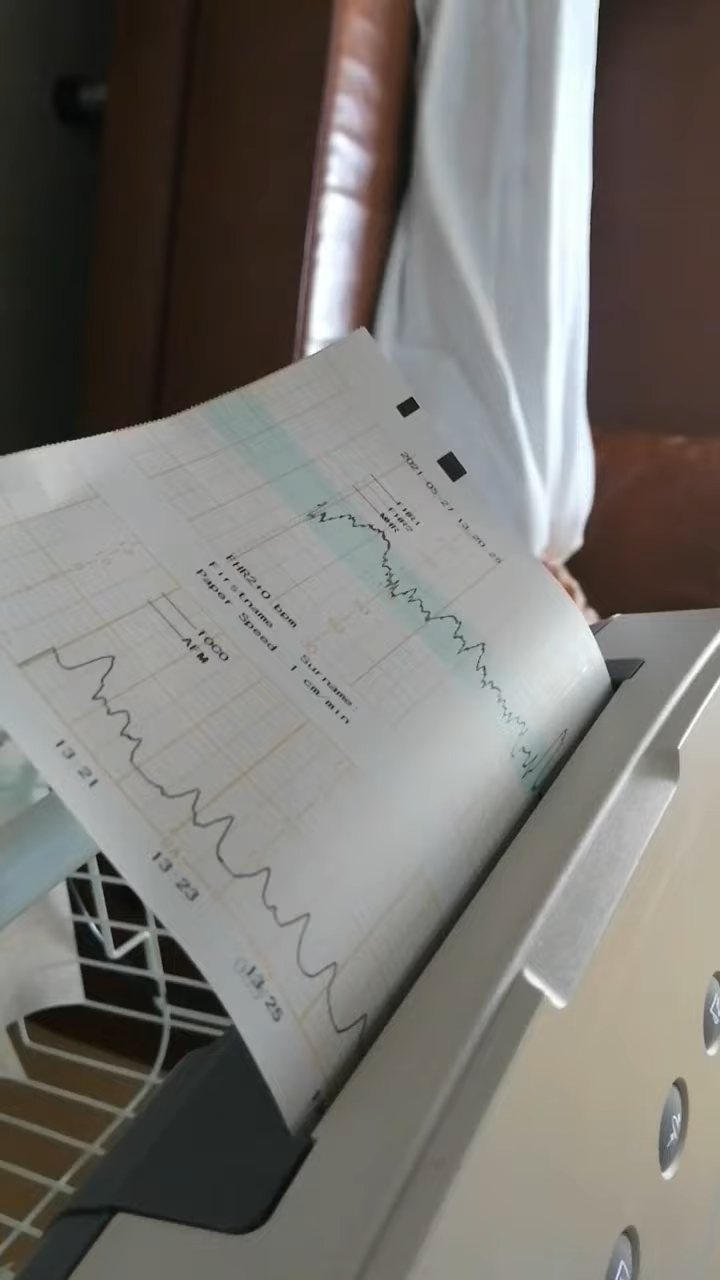 2021-05-21 13 20 25
FHR1
FHR2
MHR
FHR2+0 bpm
Firstname Surname:
Paper Speed 1 cm/min
TOCO
AFM
13 21
13 23
13 25